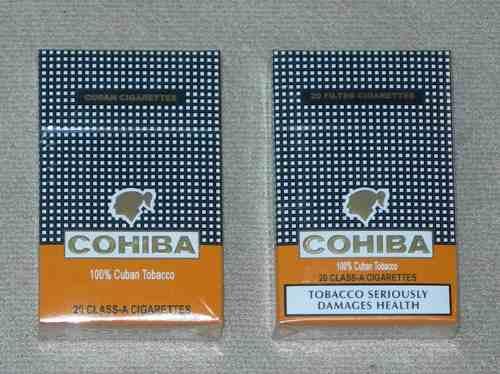 CUBAN CIGARETTES
COHIBA
100% Cuban Tobacco
20 CLASS-A CIGARETTES
20 FILTER CIGARETTES
COHIBA
100% Cuban Tobacco
20 CLASS-A CIGARETTES
TOBACCO SERIOUSLY
DAMAGES HEALTH